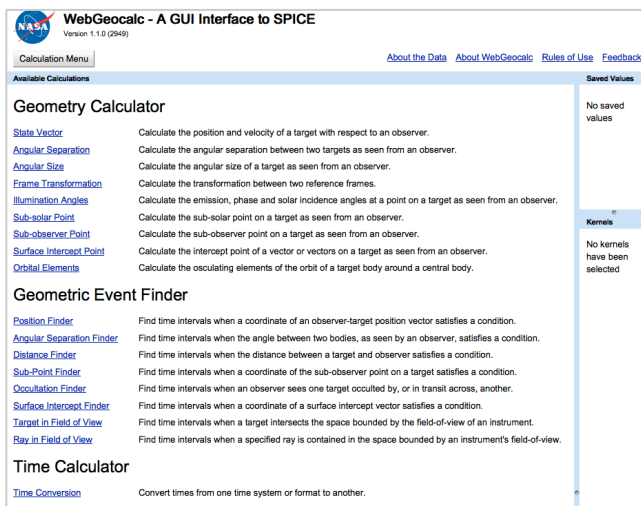 NASA
WebGeocalc - A GUI Interface to SPICE
Version 1.1.0 (2949)
Calculation Menu
About the Data About WebGeocalc Rules of Use Feedback
Available Calculations
Geometry Calculator
State Vector Calculate the position and velocity of a target with respect to an observer.
Angular Separation Calculate the angular separation between two targets as seen from an observer.
Angular Size Calculate the angular size of a target as seen from an observer.
Frame Transformation Calculate the transformation between two reference frames.
Illumination Angles Calculate the emission, phase and solar incidence angles at a point on a target as seen from an observer.
Sub-solar Point Calculate the sub-solar point on a target as seen from an observer.
Sub-observer Point Calculate the sub-observer point on a target as seen from an observer.
Surface Intercept Point Calculate the intercept point of a vector or vectors on a target as seen from an observer.
Orbital Elements Calculate the osculating elements of the orbit of a target body around a central body.
Geometric Event Finder
Position Finder Find time intervals when a coordinate of an observer-target position vector satisfies a condition.
Angular Separation Finder Find time intervals when the angle between two bodies, as seen by an observer, satisfies a condition.
Distance Finder Find time intervals when the distance between a target and observer satisfies a condition.
Sub-Point Finder Find time intervals when a coordinate of the sub-observer point on a target satisfies a condition.
Occultation Finder Find time intervals when an observer sees one target occulted by, or in transit across, another.
Surface Intercept Finder Find time intervals when a coordinate of a surface intercept vector satisfies a condition.
Target in Field of View Find time intervals when a target intersects the space bounded by the field-of-view of an instrument.
Ray in Field of View Find time intervals when a specified ray is contained in the space bounded by an instrument's field-of-view.
Time Calculator
Time Conversion Convert times from one time system or format to another.
Saved Values
No saved
values
Kernels
No kernels
have been
selected